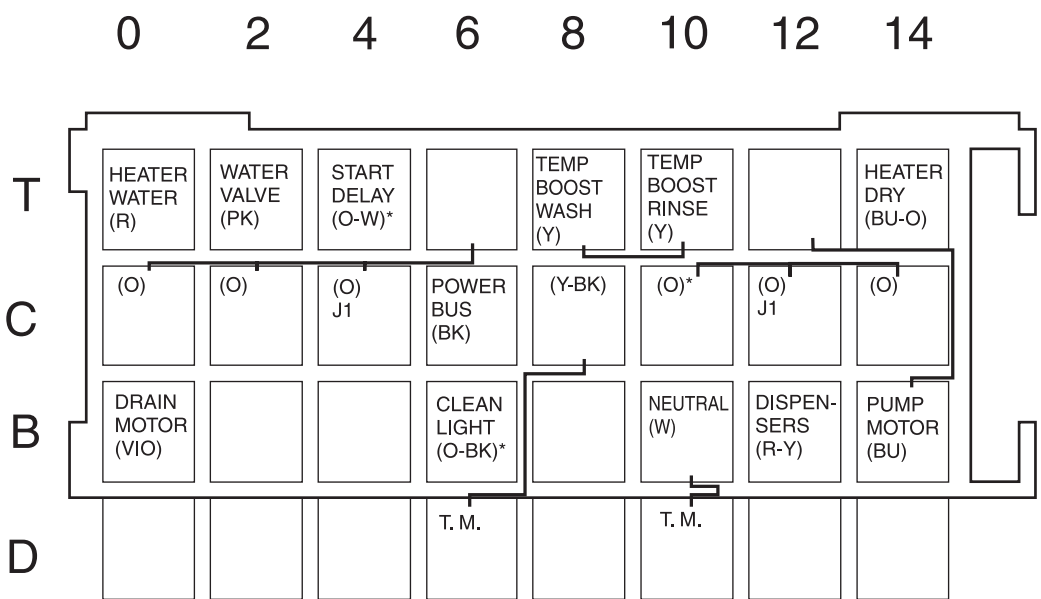 0 2 4 6 8 10 12 14
T
HEATER
WATER
(R)
WATER
VALVE
(PK)
START
DELAY
(O-W)*
TEMP
BOOST
WASH
(Y)
TEMP
BOOST
RINSE
(Y)
HEATER
DRY
(BU-O)
C
(O)
(O)
(O)
J1
POWER
BUS
(BK)
(Y-BK)
(O)*
(O)
J1
(O)
B
DRAIN
MOTOR
(VIO)
CLEAN
LIGHT
(O-BK)*
NEUTRAL
(W)
DISPEN-
SERS
(R-Y)
PUMP
MOTOR
(BU)
D
T. M.
T. M.